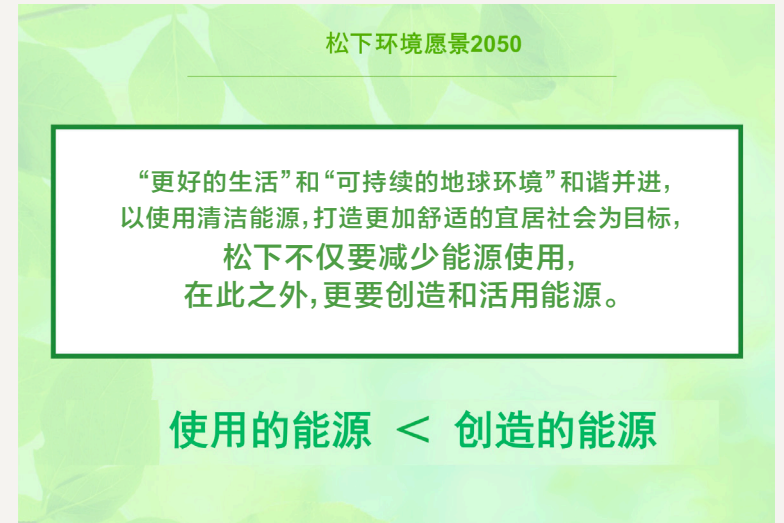 松下环境愿景2050
“更好的生活”和“可持续的地球环境”和谐并进，
以使用清洁能源，打造更加舒适的宜居社会为目标，
松下不仅要减少能源使用，
在此之外，更要创造和活用能源。
使用的能源 ＜ 创造的能源